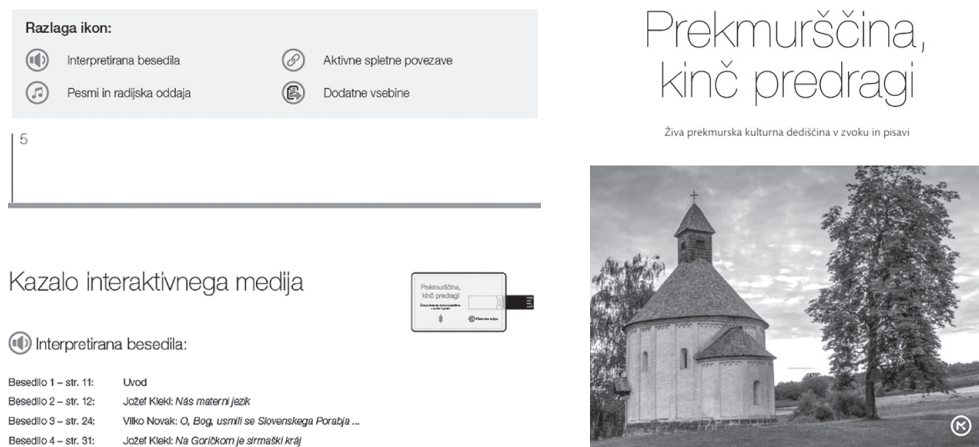 Razlaga ikon:
Interpretirana besedila
Aktivne spletne povezave
Pesmi in radijska oddaja
Dodatne vsebine
5
Kazalo interaktivnega medija
Prekmurščina,
kinč predragi
Interpretirana besedila:
Besedilo 1 – str. 11: Uvod
Besedilo 2 – str. 12: Jožef Klekl: Nás materni jezik
Besedilo 3 – str. 24: Vilko Novak: O, Bog, usmili se Slovenskega Porabja ...
Besedilo 4 – str. 31: Jožef Klekl: Na Goričkom je sirmaški kráj
Prekmurščina,
kinč predragi
Živa prekmurska kulturna dediščina v zvoku in pisavi